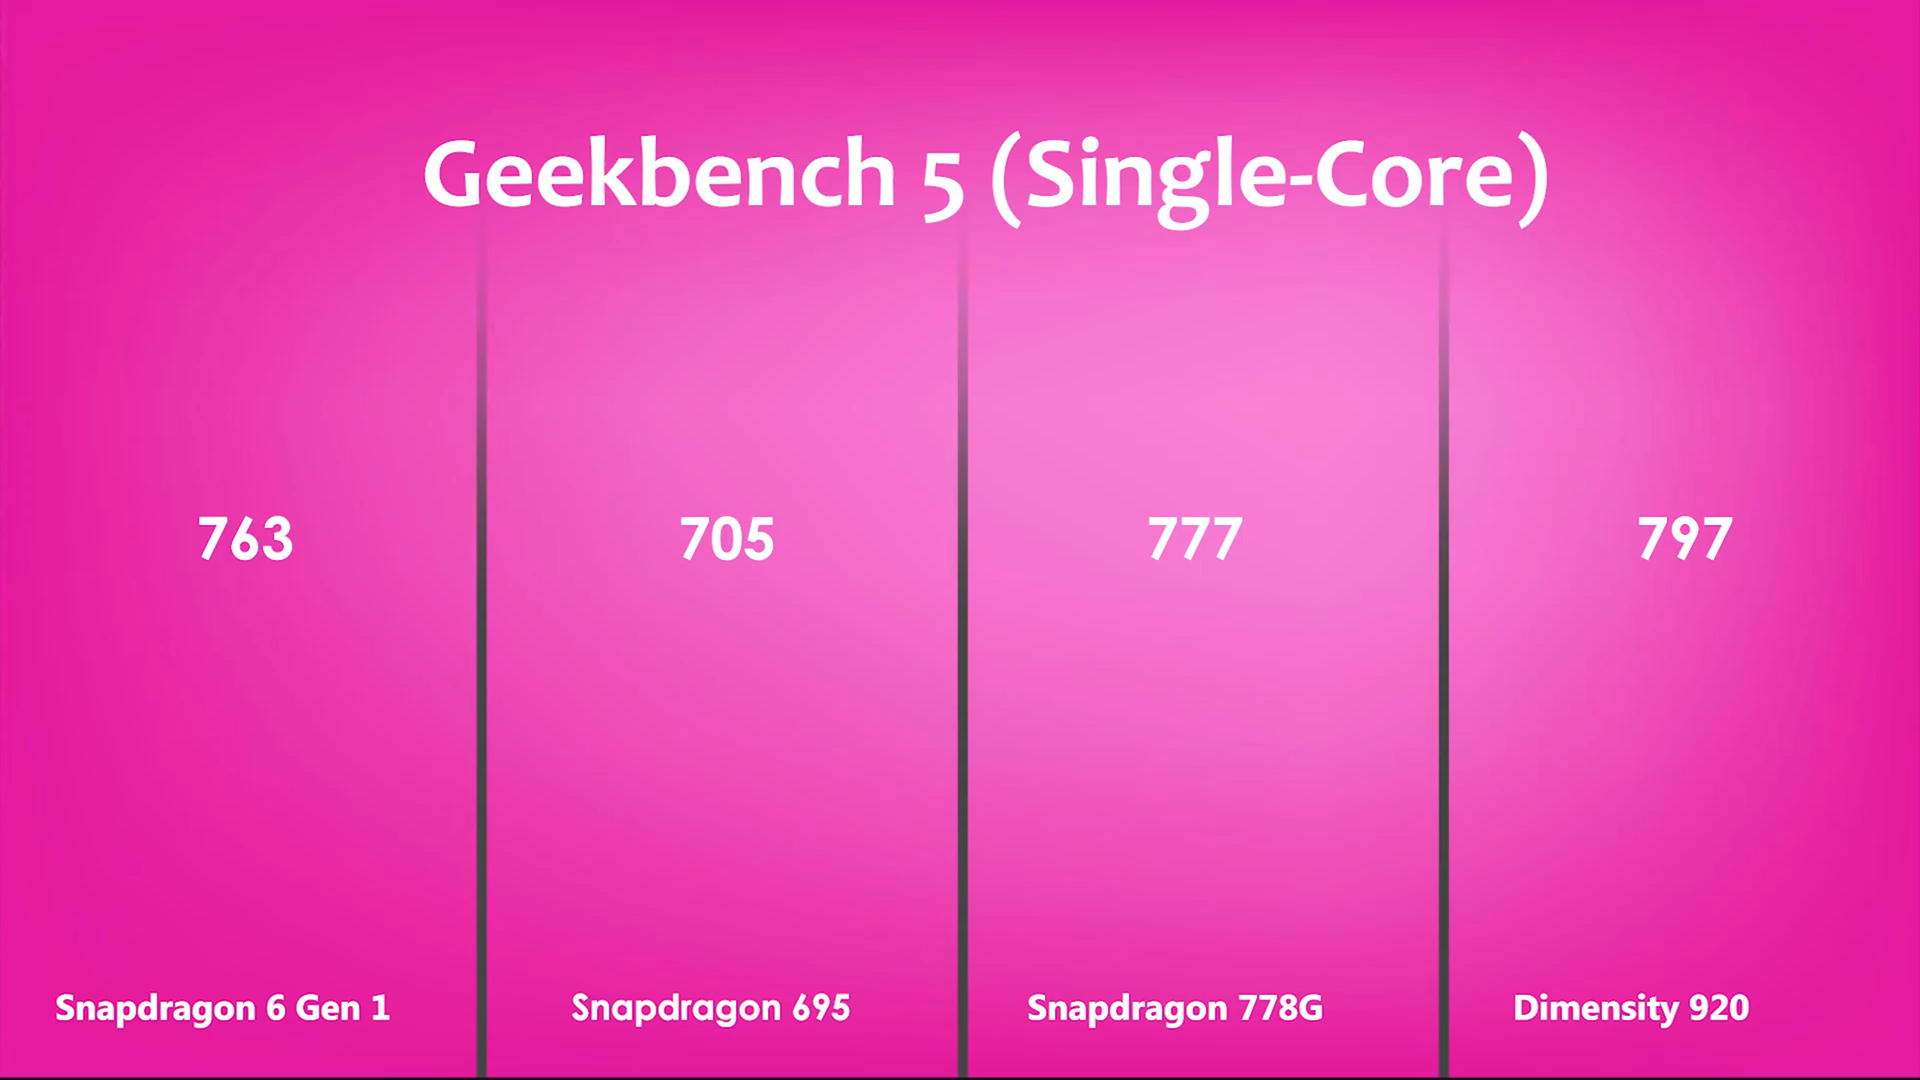 Geekbench 5 (Single-Core)
763
705
777
797
Snapdragon 6 Gen 1
Snapdragon 695
Snapdragon 778G
Dimensity 920